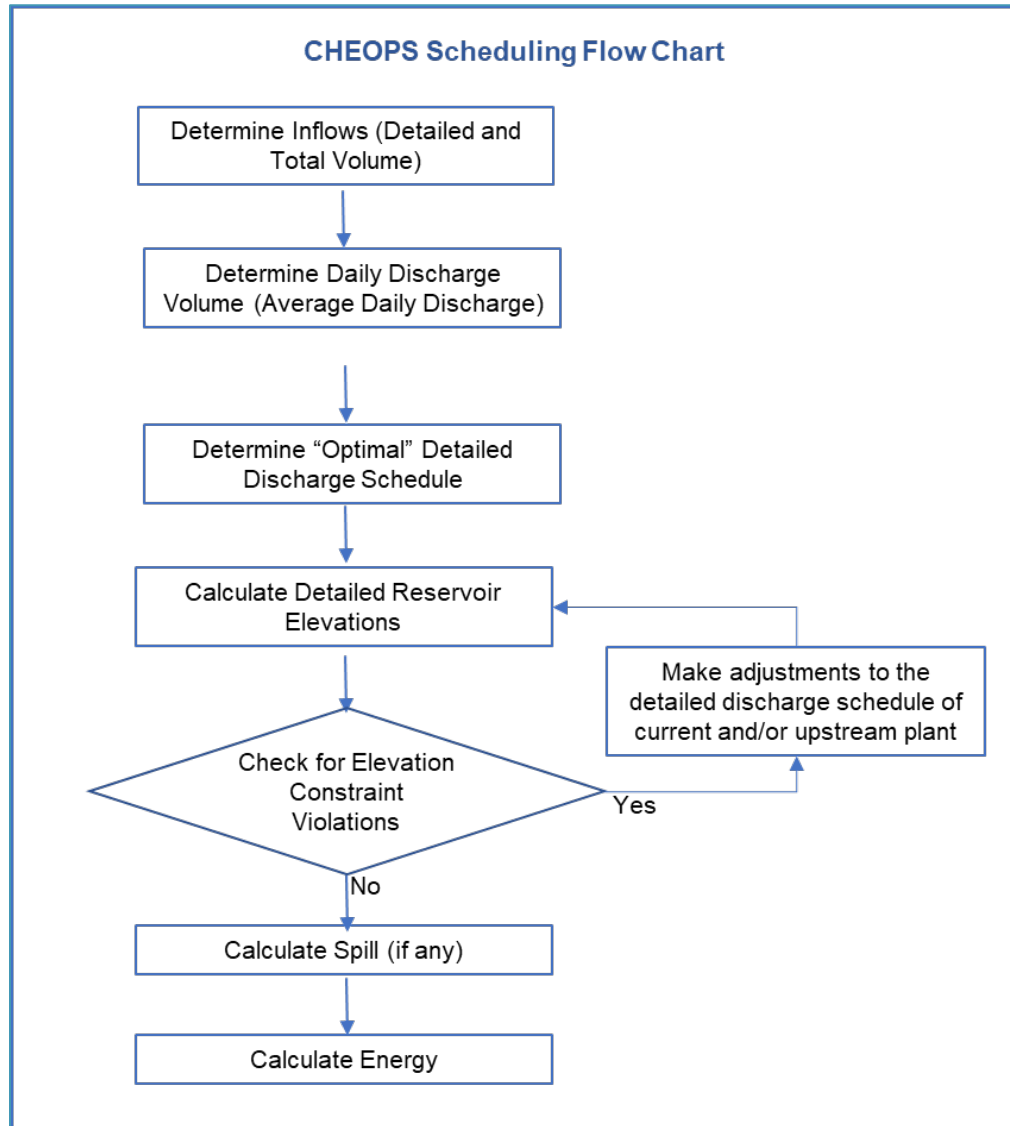 CHEOPS Scheduling Flow Chart
Determine Inflows (Detailed and
Total Volume)
Determine Daily Discharge
Volume (Average Daily Discharge)
Determine “Optimal” Detailed
Discharge Schedule
Calculate Detailed Reservoir
Elevations
Make adjustments to the
detailed discharge schedule of
current and/or upstream plant
Check for Elevation
Constraint
Violations
Yes
No
Calculate Spill (if any)
Calculate Energy